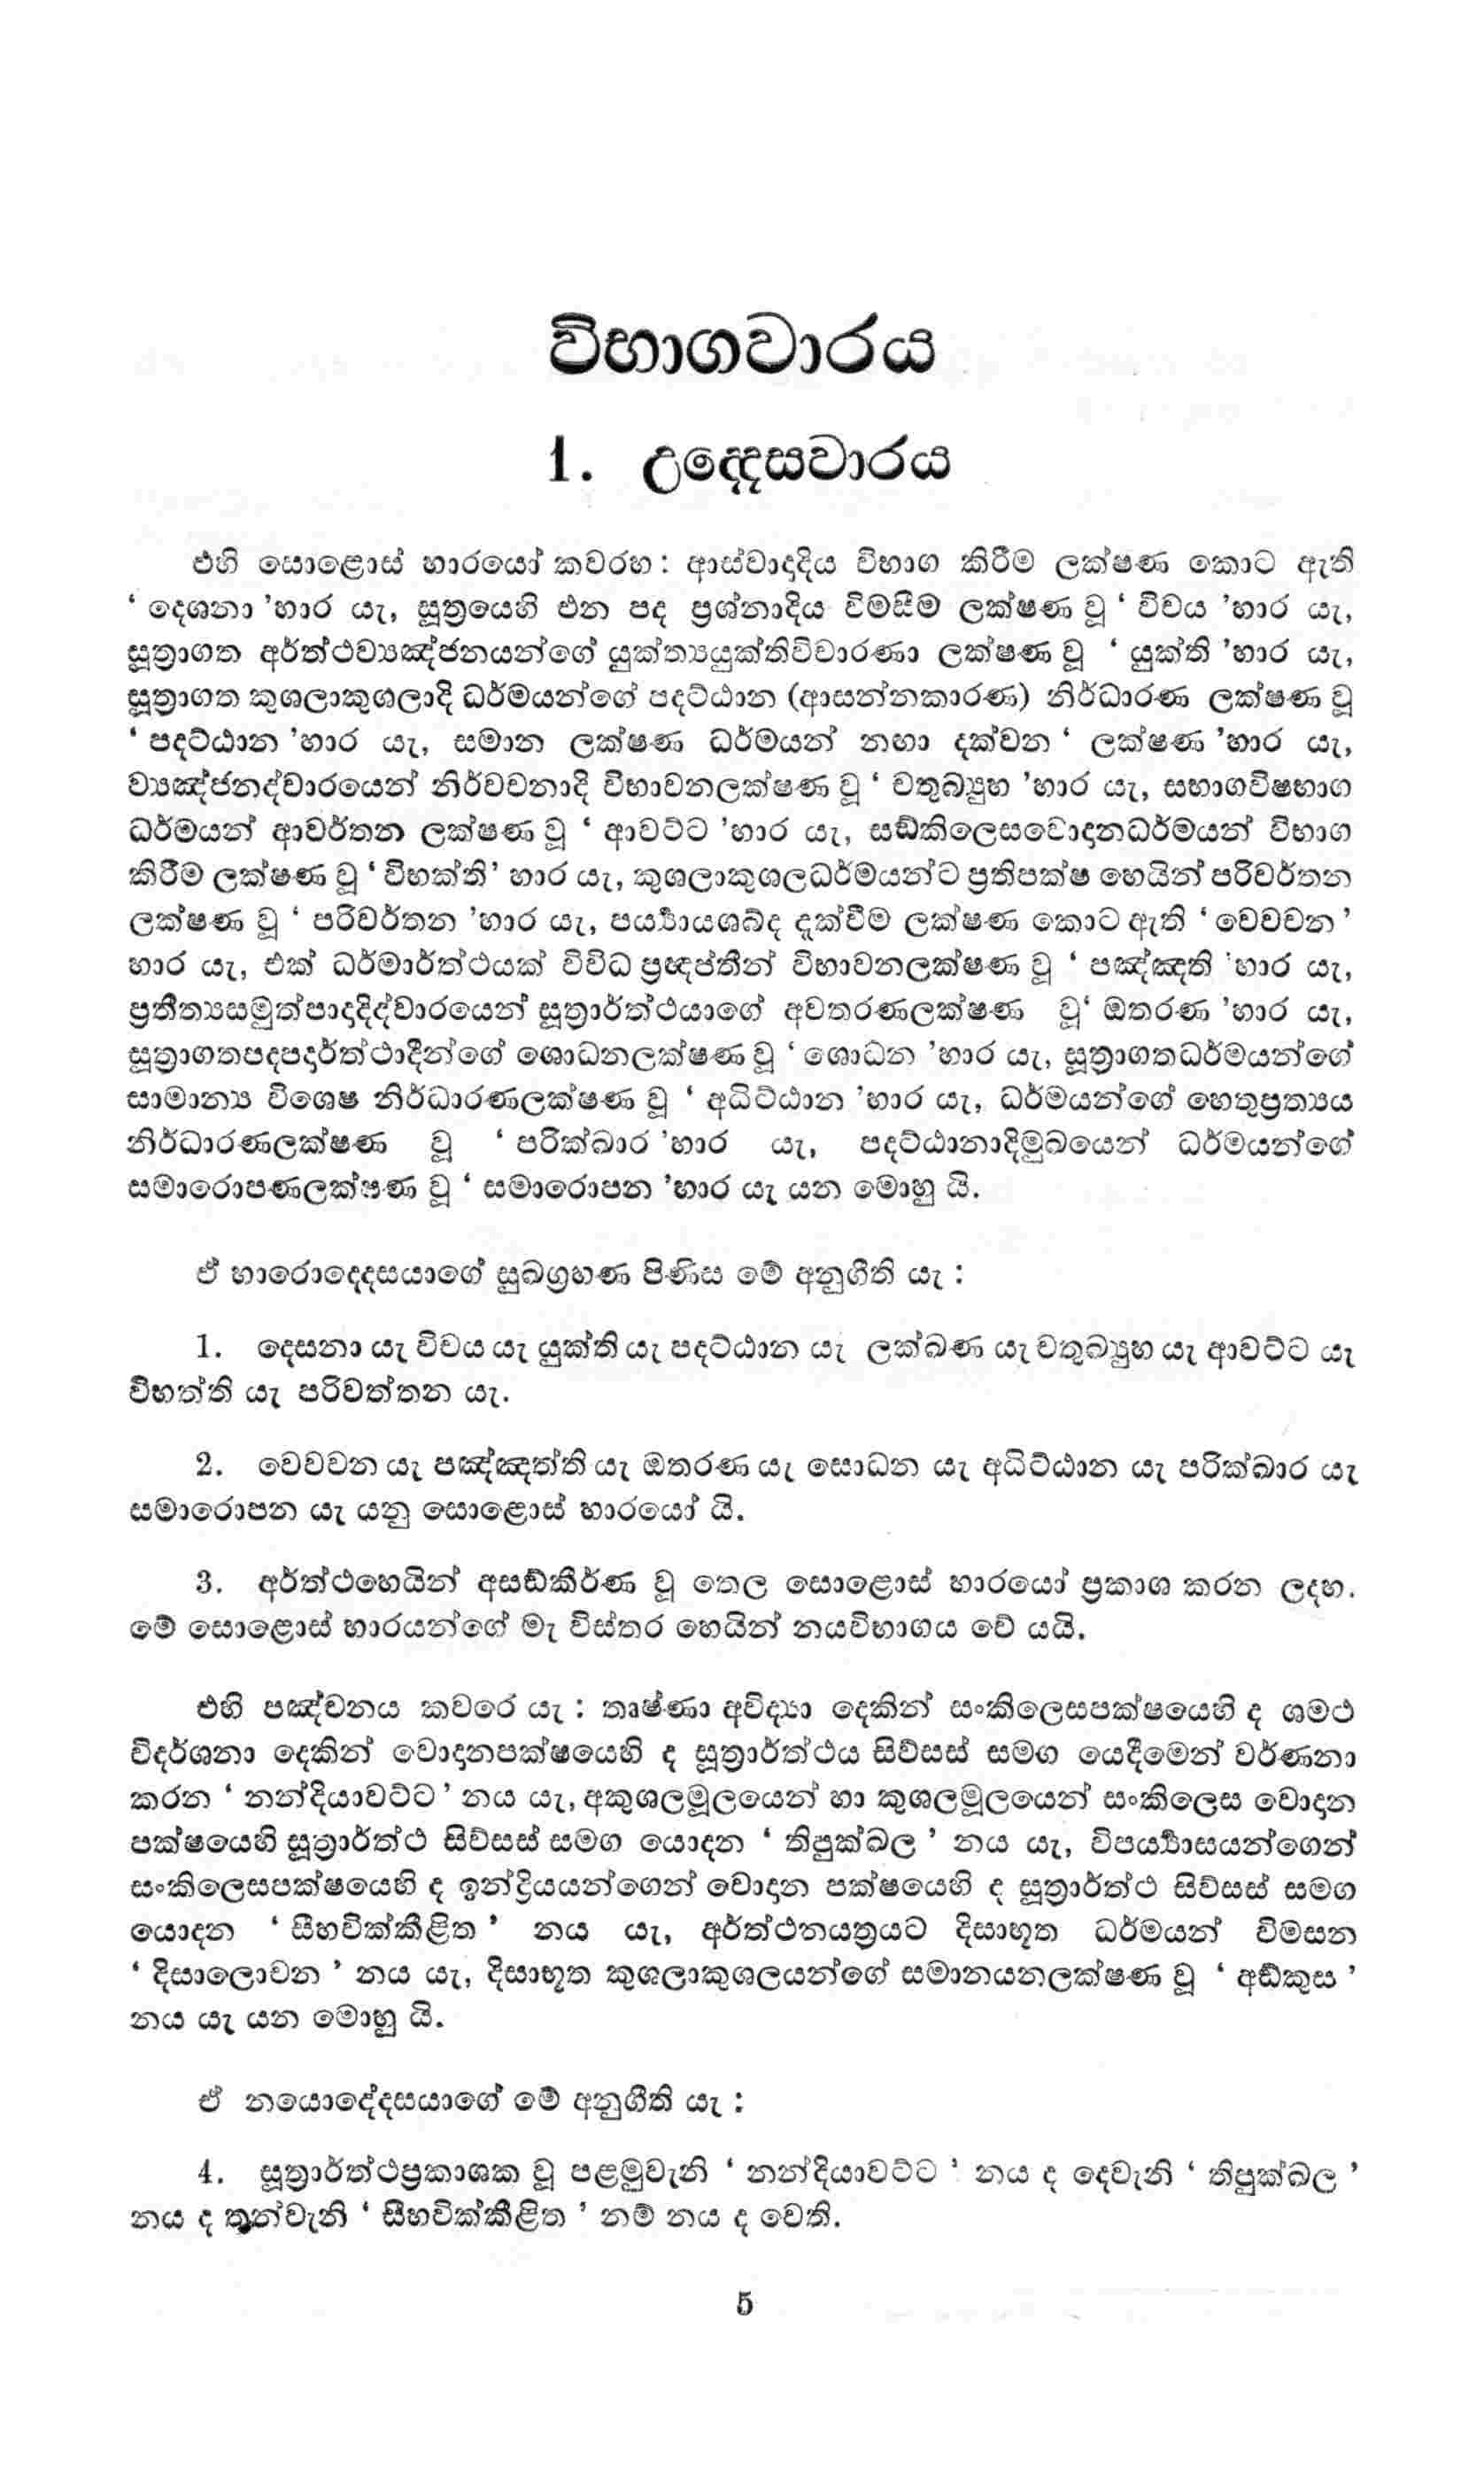 විභාගවාරය
1. උද්දෙසවාරය
එහි සොළොස් හාරයෝ කවරහ : ආස්වාදාදිය විභාග කිරීම ලක්ෂණ කොට ඇති
‘ දෙශනා ’හාර යැ, සූත්‍රයෙහි එන පද ප්‍රශ්නාදිය විමසීම ලක්ෂණ වූ ‘ විචය ’හාර යැ,
සූත්‍රාගත අර්ත්ථව්‍යඤ්ජනයන්ගේ යුක්ත්‍යයුක්තිවිචාරණා ලක්ෂණ වූ ‘ යුක්ති ’හාර යැ,
සූත්‍රාගත කුශලාකුශලාදි ධර්මයන්ගේ පදට්ඨාන (ආසන්නකාරණ) නිර්ධාරණ ලක්ෂණ වූ
‘ පදට්ඨාන ’හාර යැ, සමාන ලක්ෂණ ධර්මයන් නඟා දක්වන ‘ ලක්ෂණ ’හාර යැ,
ව්‍යඤ්ජනද්වාරයෙන් නිර්වචනාදි විභාවනලක්ෂණ වූ ‘ චතුබ්‍යුහ ’හාර යැ, සභාගවිෂභාග
ධර්මයන් ආවර්තන ලක්ෂණ වූ ‘ ආවට්ට ’හාර යැ, සඞ්කිලෙසවොදානධර්මයන් විභාග
කිරීම ලක්ෂණ වූ ‘ විභක්ති’ හාර යැ, කුශලාකුශලධර්මයන්ට ප්‍රතිපක්ෂ හෙයින් පරිවර්තන
ලක්ෂණ වූ ‘ පරිවර්තන ’හාර යැ, පර්‍ය්‍යායශබ්ද දැක්වීම ලක්ෂණ කොට ඇති ‘ වෙවචන ’
හාර යැ, එක් ධර්මාර්ත්ථයක් විවිධ ප්‍රඥප්තීන් විභාවනලක්ෂණ වූ ‘ පඤ්ඤති ’හාර යැ,
ප්‍රතීත්‍යසමුත්පාදාදිද්වාරයෙන් සූත්‍රාර්ත්ථයාගේ අවතරණලක්ෂණ වූ‘ ඔතරණ ’හාර යැ,
සූත්‍රාගතපදපදාර්ත්ථාදීන්ගේ ශොධනලක්ෂණ වූ ‘ ශොධන ’හාර යැ, සූත්‍රාගතධර්මයන්ගේ
සාමාන්‍ය විශෙෂ නිර්ධාරණලක්ෂණ වූ ‘ අධිට්ඨාන ’හාර යැ, ධර්මයන්ගේ හෙතුප්‍රත්‍යය
නිර්ධාරණලක්ෂණ වූ ‘ පරික්ඛාර ’හාර යැ, පදට්ඨානාදිමුඛයෙන් ධර්මයන්ගේ
සමාරොපණලක්ෂණ වූ ‘ සමාරොපන ’හාර යැ යන මොහු යි.
ඒ හාරොද්දෙසයාගේ සුඛග්‍රහණ පිණිස මේ අනුගීති යැ :
1. දෙසනා යැ විචය යැ යුක්ති යැ පදට්ඨාන යැ ලක්ඛණ යැ චතුබ්‍යුහ යැ ආවට්ට යැ
විභත්ති යැ පරිවත්තන යැ.
2. වෙවචන යැ පඤ්ඤත්ති යැ ඔතරණ යැ සොධන යැ අධිට්ඨාන යැ පරික්ඛාර යැ
සමාරොපන යැ යනු සොළොස් හාරයෝ යි.
3. අර්ත්ථහෙයින් අසඞ්කීර්ණ වූ තෙල සොළොස් හාරයෝ ප්‍රකාශ කරන ලදහ.
මේ සොළොස් හාරයන්ගේ මැ විස්තර හෙයින් නයවිභාගය වේ යයි.
එහි පඤ්චනය කවරෙ යැ : තෘෂ්ණා අවිද්‍යා දෙකින් සංකිලෙසපක්ෂයෙහි ද ශමථ
විදර්ශනා දෙකින් වොදානපක්ෂයෙහි ද සූත්‍රාර්ත්ථය සිව්සස් සමග යෙදීමෙන් වර්ණනා
කරන ‘ නන්දියාවට්ට ’ නය යැ, අකුශලමූලයෙන් හා කුශලමූලයෙන් සංකිලෙස වොදාන
පක්ෂයෙහි සූත්‍රාර්ත්ථ සිව්සස් සමග යොදන ‘ තිපුක්ඛල ’ නය යැ, විපර්‍ය්‍යාසයන්ගෙන්
සංකිලෙසපක්ෂයෙහි ද ඉන්ද්‍රියයන්ගෙන් වොදාන පක්ෂයෙහි ද සූත්‍රාර්ත්ථ සිව්සස් සමග
යොදන ‘ සීහවික්කීළිත ’ නය යැ, අර්ත්ථනයත්‍රයට දිසාභූත ධර්මයන් විමසන
‘ දිසාලොචන ’ නය යැ, දිසාභූත කුශලාකුශලයන්ගේ සමානයනලක්ෂණ වූ ‘ අඞ්කුස ’
නය යැ යන මොහු යි.
ඒ නයොද්දේසයාගේ මේ අනුගීති යැ :
4. සූත්‍රාර්ත්ථප්‍රකාශක වූ පළමුවැනි ‘ නන්දියාවට්ට ’ නය ද දෙවැනි ‘ තිපුක්ඛල ’
නය ද තුන්වැනි ‘ සීහවික්කීළිත ’ නම් නය ද වෙති.
5